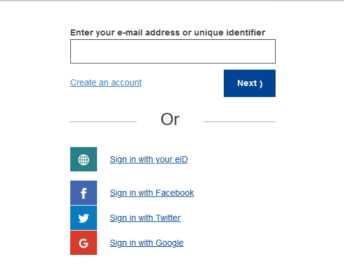 Enter your e-mail address or unique identifier
Create an account
Next ❯
Or
Sign in with your eID
f Sign in with Facebook
Sign in with Twitter
G Sign in with Google